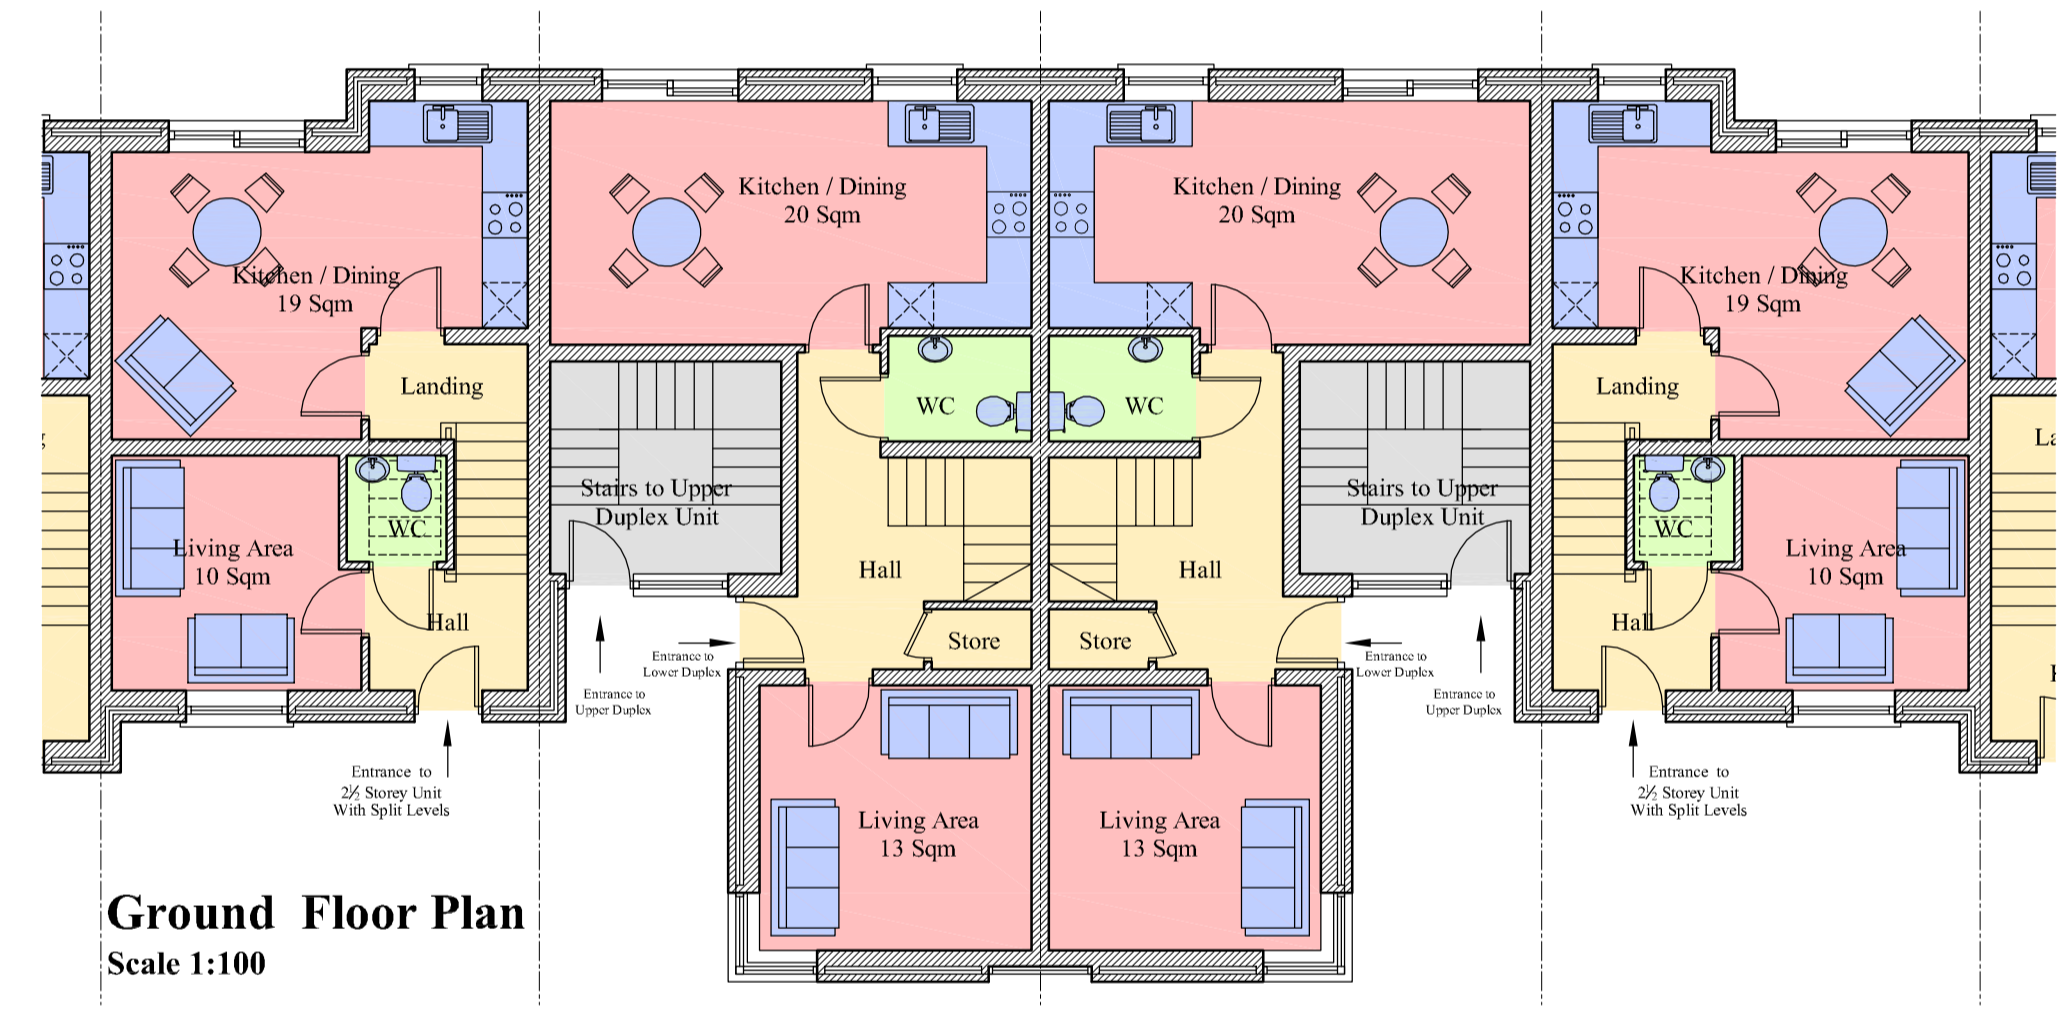 Kitchen / Dining
20 Sqm
Kitchen / Dining
20 Sqm
Kitchen / Dining
19 Sqm
Kitchen / Dining
19 Sqm
Landing
WC
WC
Landing
Stairs to Upper
Duplex Unit
Stairs to Upper
Duplex Unit
WC
WC
Living Area
10 Sqm
Hall
Hall
Living Area
10 Sqm
Hall
Store
Store
Hall
Entrance to
Lower Duplex
Entrance to
Lower Duplex
Entrance to
Upper Duplex
Entrance to
Upper Duplex
Entrance to
2½ Storey Unit
With Split Levels
Entrance to
2½ Storey Unit
With Split Levels
Living Area
13 Sqm
Living Area
13 Sqm
Ground Floor Plan
Scale 1:100